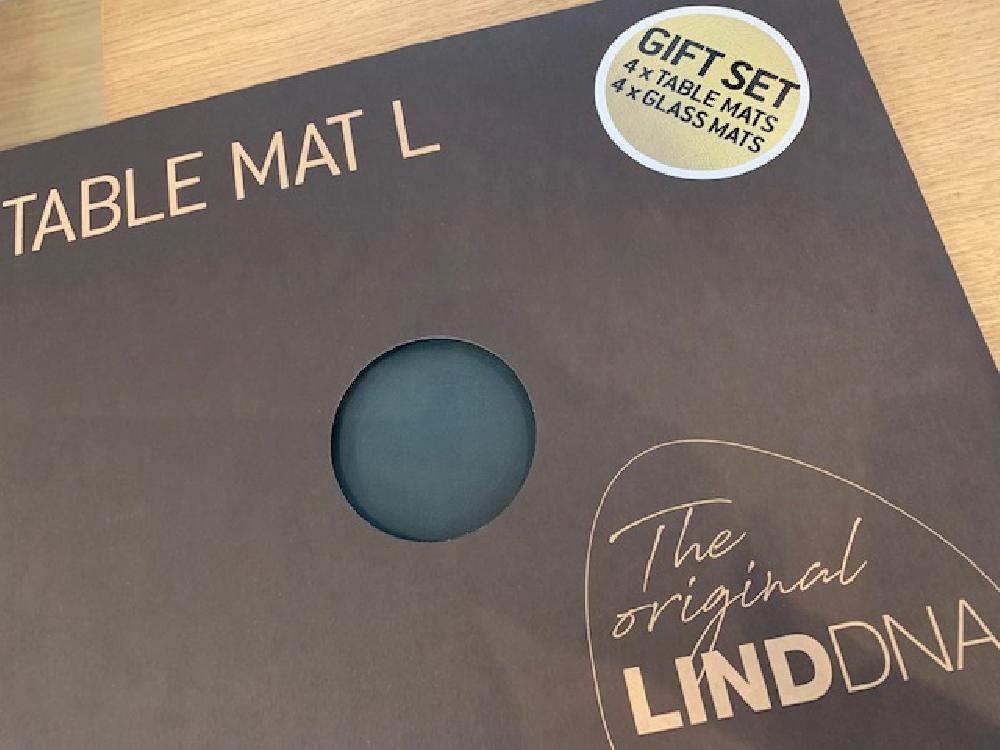 TABLE MAT L
GIFT SET
4 x TABLE MATS
4 x GLASS MATS
The
original
LINDDNA